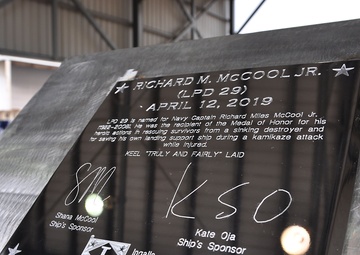 RICHARD M. McCOOL JR.
(LPD 29)
APRIL 12, 2019
LPD 29 is named for Navy Captain Richard Miles McCool Jr.
(1922-2008). He was the recipient of the Medal of Honor for his
heroic actions in rescuing survivors from a sinking destroyer and
for saving his own landing support ship during a kamikaze attack
while injured.
KEEL "TRULY AND FAIRLY" LAID
SM
KSO
Shana McCool
Ship's Sponsor
Kate Oja
Ship's Sponsor
Ingalls